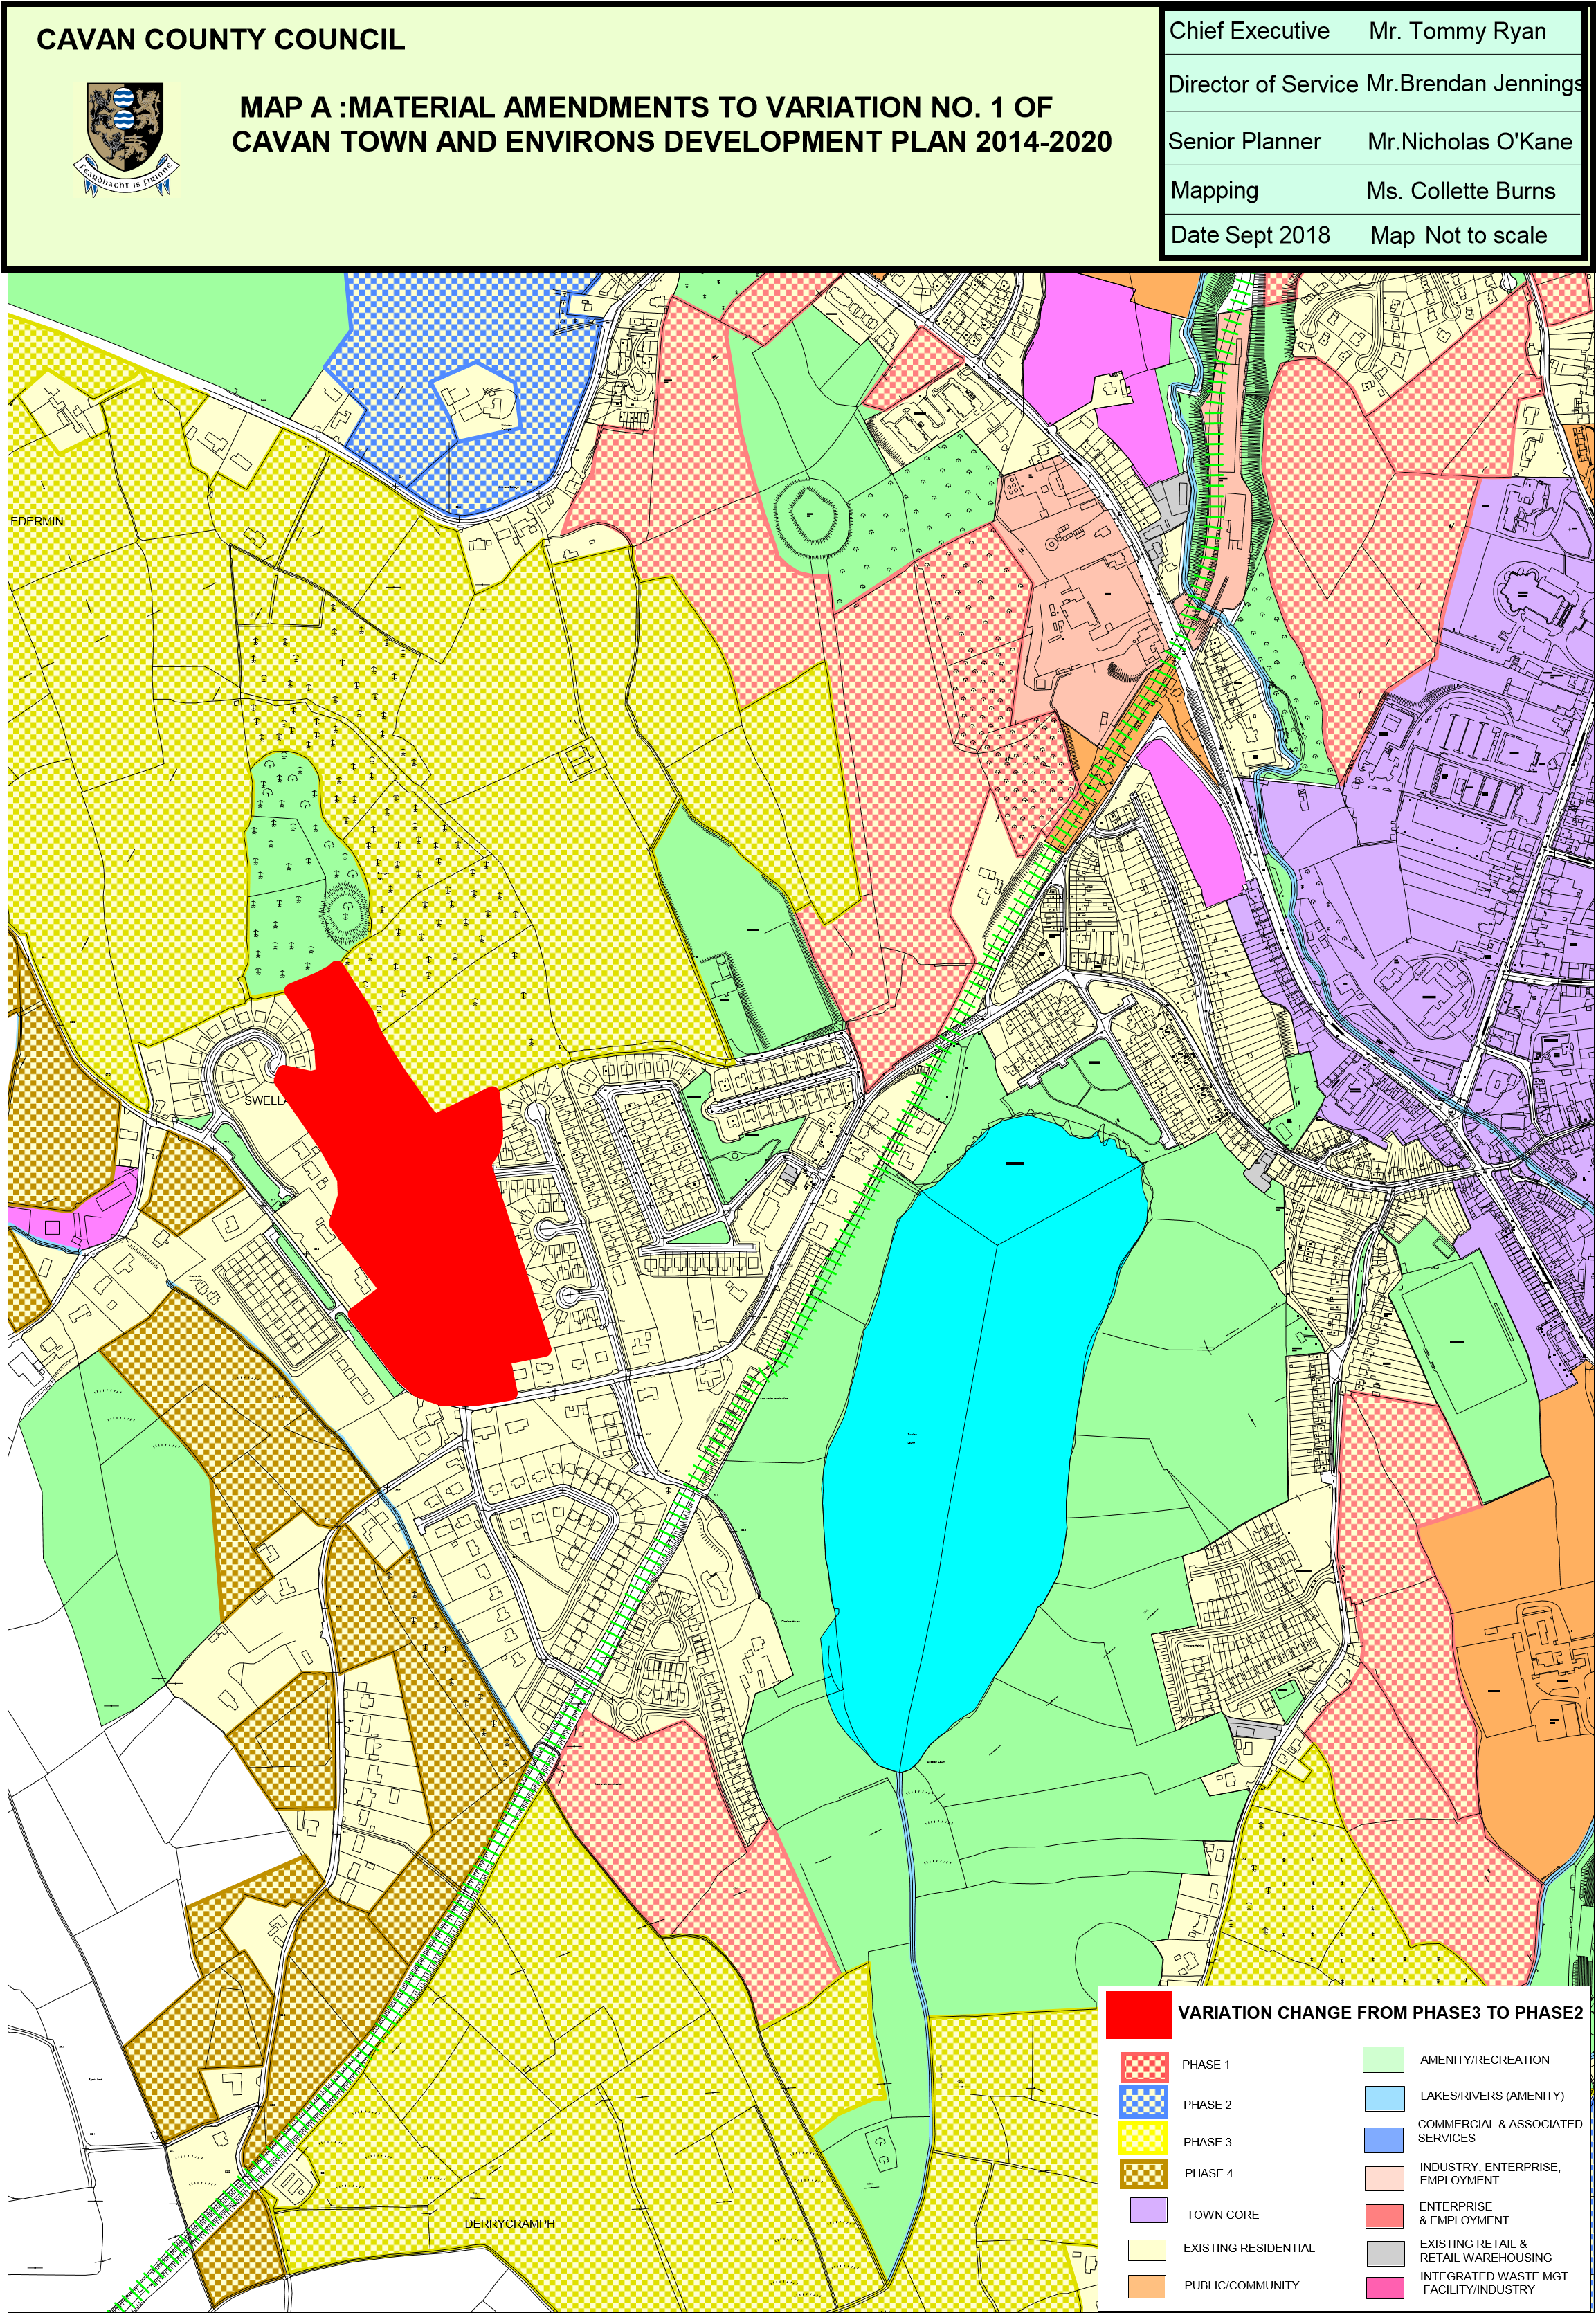 CAVAN COUNTY COUNCIL
MAP A :MATERIAL AMENDMENTS TO VARIATION NO. 1 OF
CAVAN TOWN AND ENVIRONS DEVELOPMENT PLAN 2014-2020
FEARDHACHT IS FIRINNE
Chief Executive Mr. Tommy Ryan
Director of Service Mr.Brendan Jennings
Senior Planner Mr.Nicholas O'Kane
Mapping Ms. Collette Burns
Date Sept 2018 Map Not to scale
EDERMIN
SWELLA
DERRYCRAMPH
VARIATION CHANGE FROM PHASE3 TO PHASE2
PHASE 1
PHASE 2
PHASE 3
PHASE 4
TOWN CORE
EXISTING RESIDENTIAL
PUBLIC/COMMUNITY
AMENITY/RECREATION
LAKES/RIVERS (AMENITY)
COMMERCIAL & ASSOCIATED
SERVICES
INDUSTRY, ENTERPRISE,
EMPLOYMENT
ENTERPRISE
& EMPLOYMENT
EXISTING RETAIL &
RETAIL WAREHOUSING
INTEGRATED WASTE MGT
FACILITY/INDUSTRY